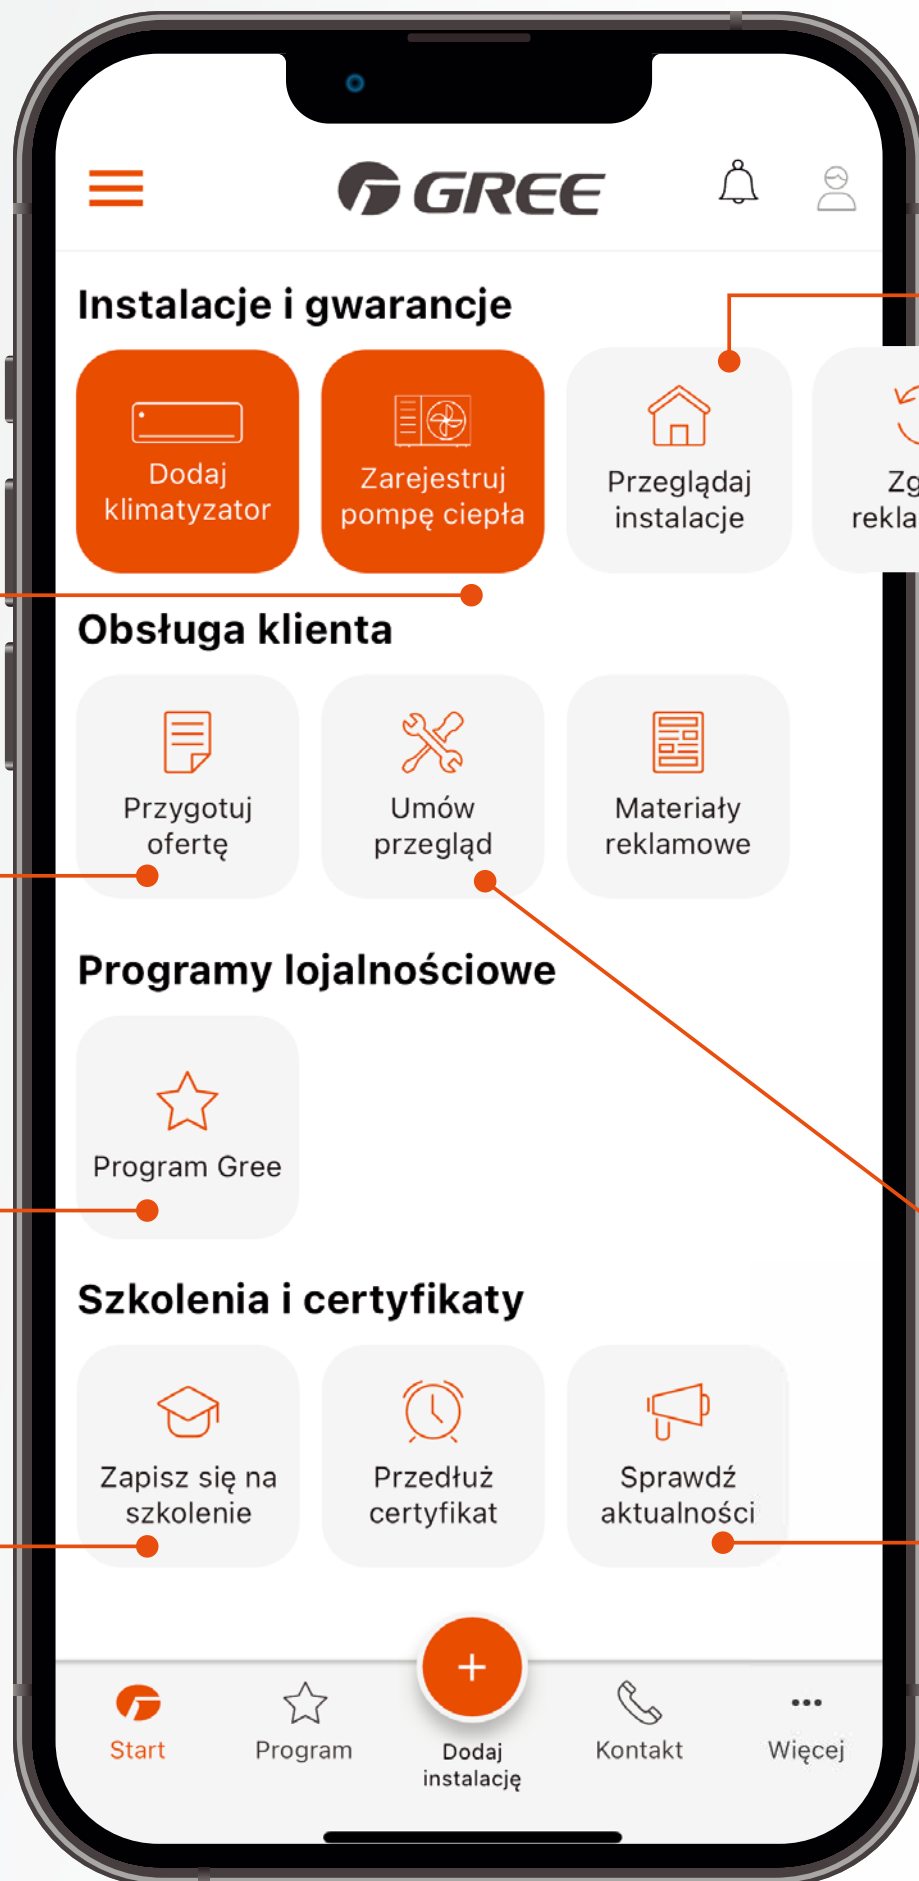 GREE
Instalacje i gwarancje
Dodaj
klimatyzator
Zarejestruj
pompę ciepła
Przeglądaj
instalacje
Obsługa klienta
Przygotuj
ofertę
Umów
przegląd
Materiały
reklamowe
Programy lojalnościowe
Program Gree
Szkolenia i certyfikaty
Zapisz się na
szkolenie
Przedłuż
certyfikat
Sprawdź
aktualności
Start
Program
Dodaj
instalację
Kontakt
Więcej